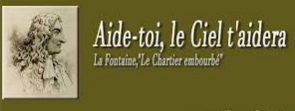 Aide-toi, le Ciel t'aidera
La Fontaine,"Le Chartier embourbé"